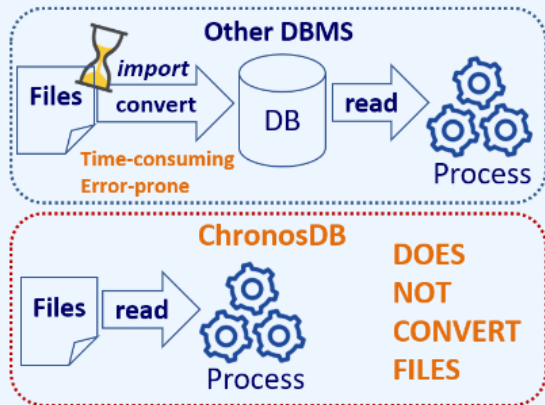 Other DBMS
Files
import
convert
DB
read
Process
Time-consuming
Error-prone
ChronosDB
Files
read
Process
DOES
NOT
CONVERT
FILES